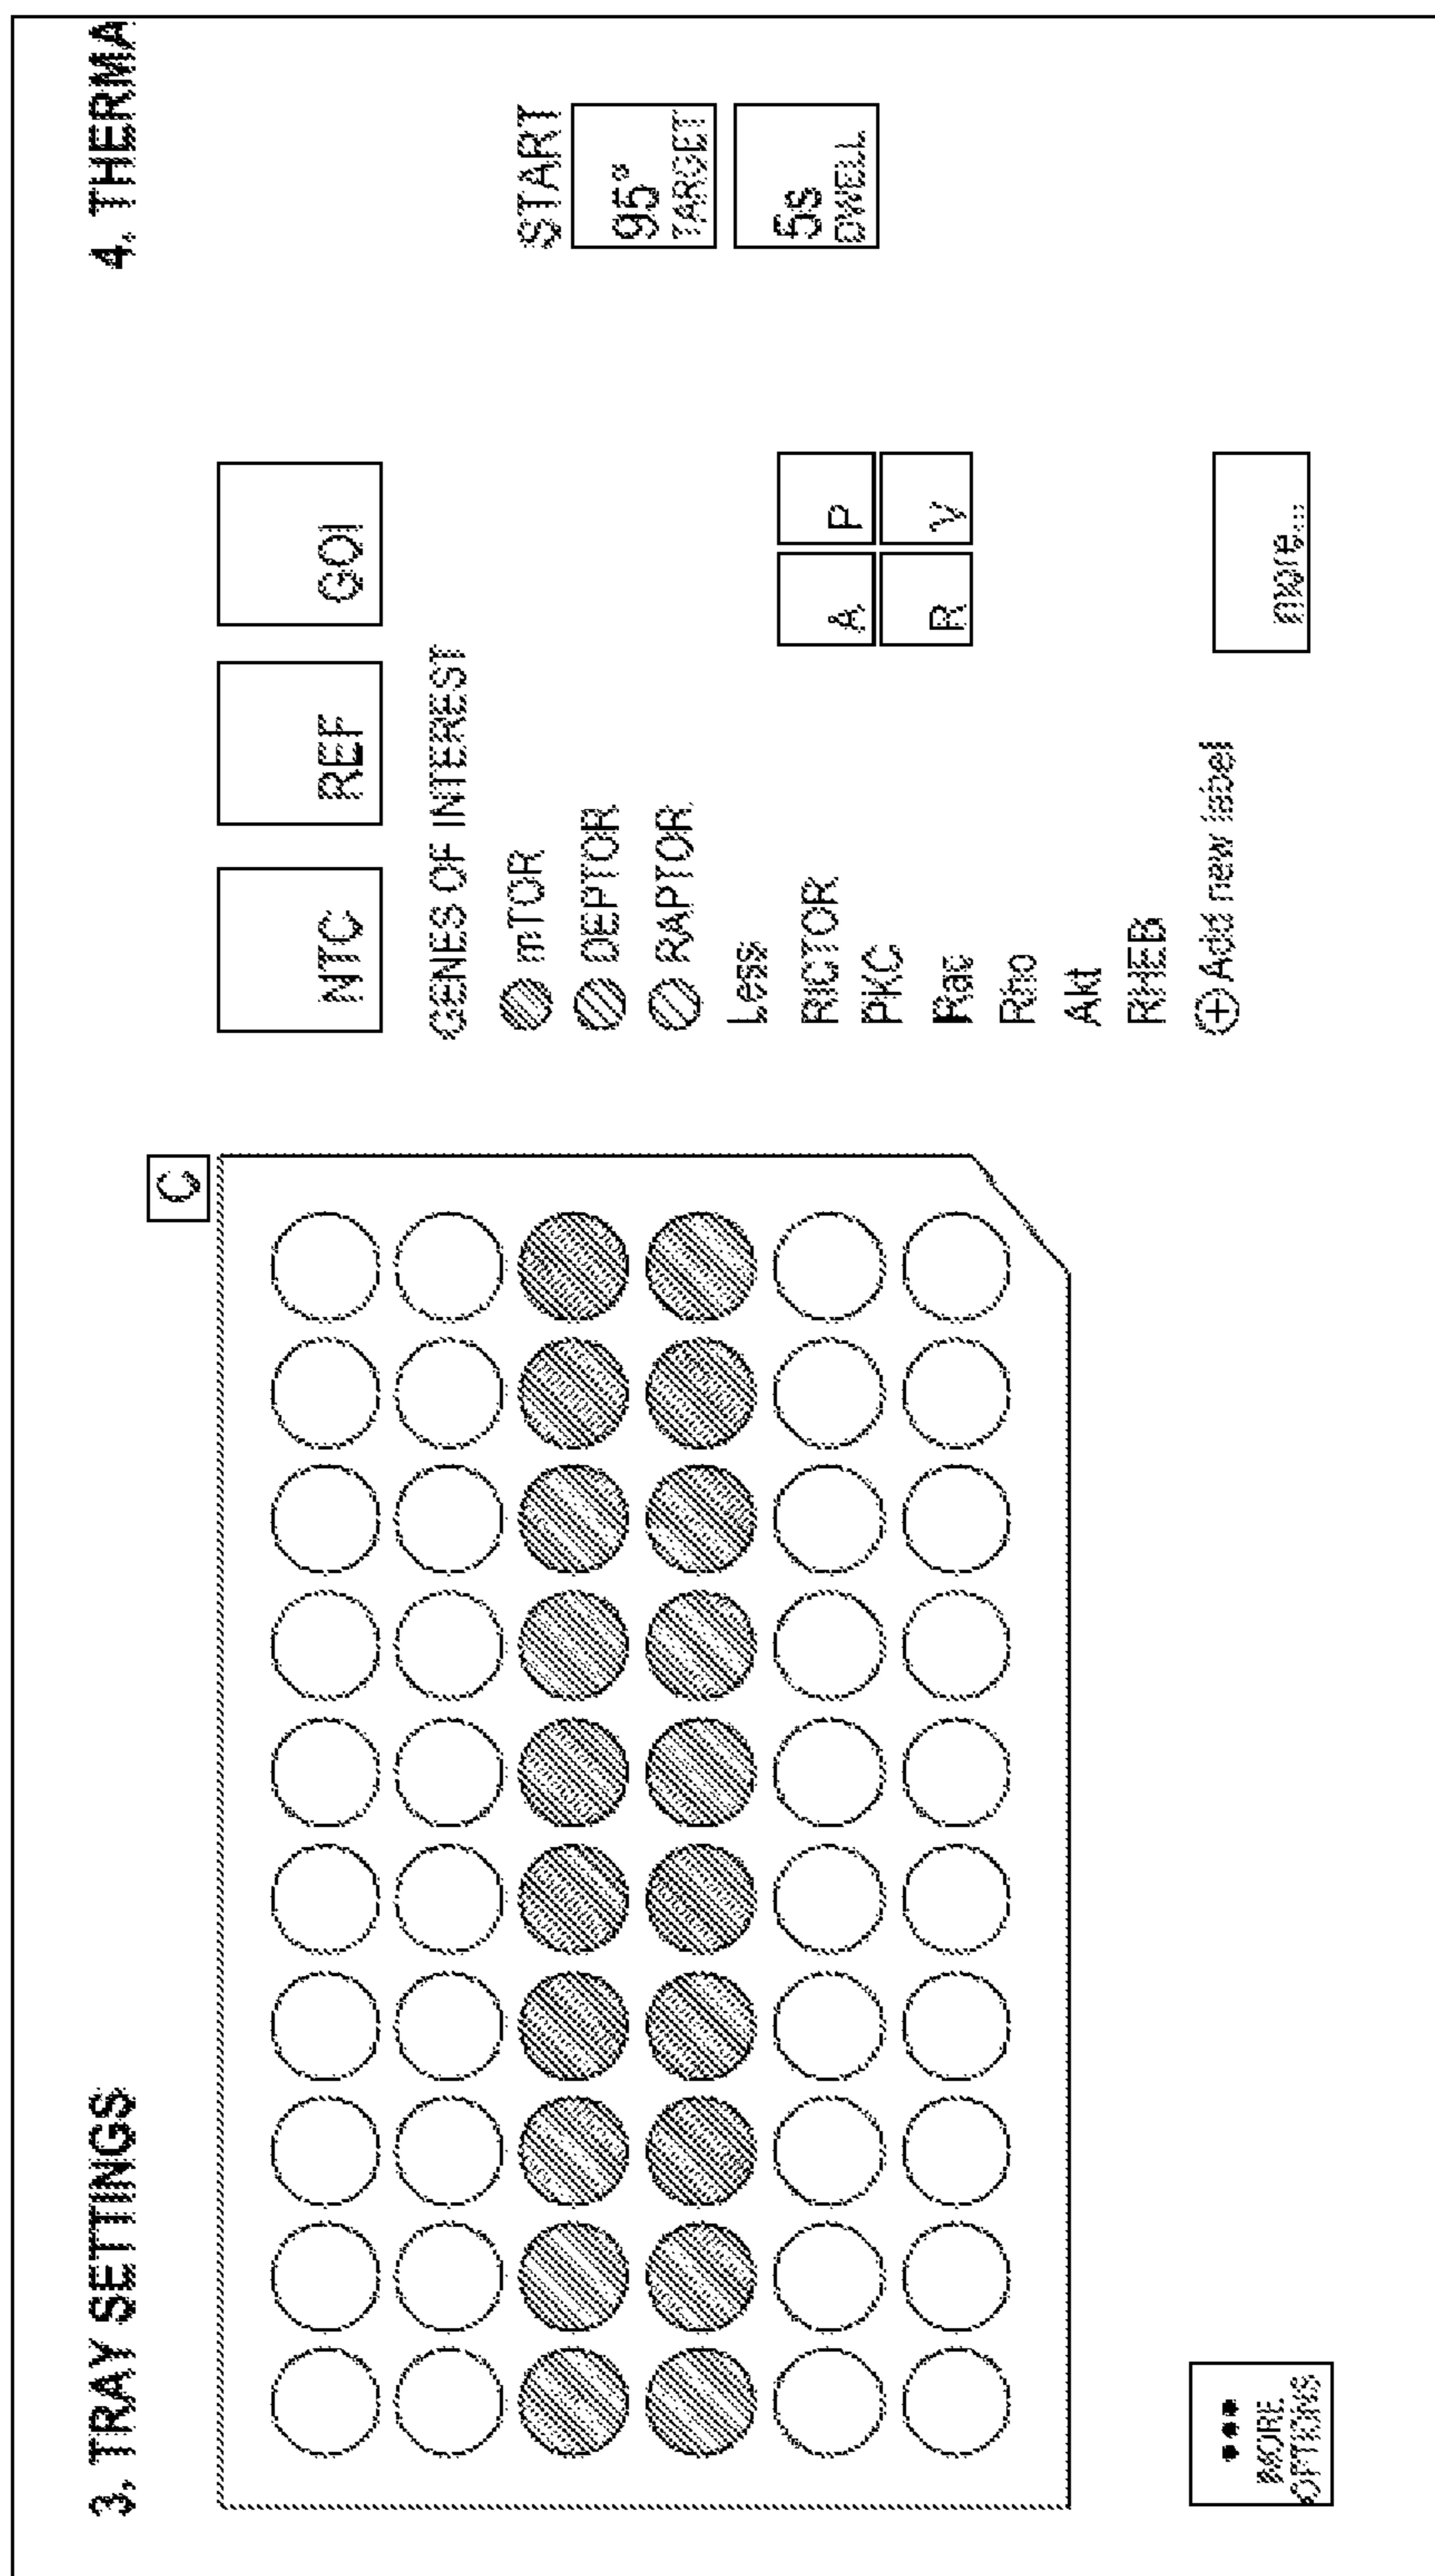 3. TRAY SETTINGS
C
MORE
OPTIONS
NTC
REF
GOI
GENES OF INTEREST
mTOR
DEPTOR
RAPTOR
Less
RICTOR
PKC
Rac
Rho
Akt
RHEB
Add new label
A
P
R
V
more...
4. THERMA
START
95°
TARGET
5s
DWELL